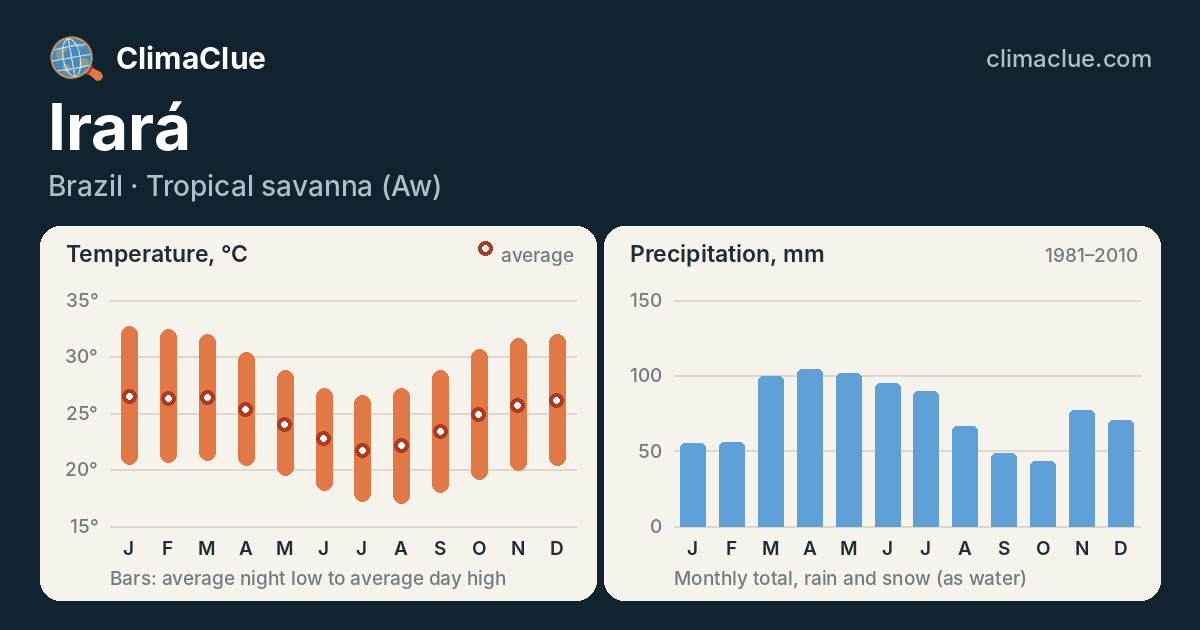 ClimaClue
climaclue.com
Irará
Brazil · Tropical savanna (Aw)
Temperature, °C
average
35°
30°
25°
20°
15°
J F M A M J J A S O N D
Bars: average night low to average day high
Precipitation, mm
1981–2010
150
100
50
0
J F M A M J J A S O N D
Monthly total, rain and snow (as water)